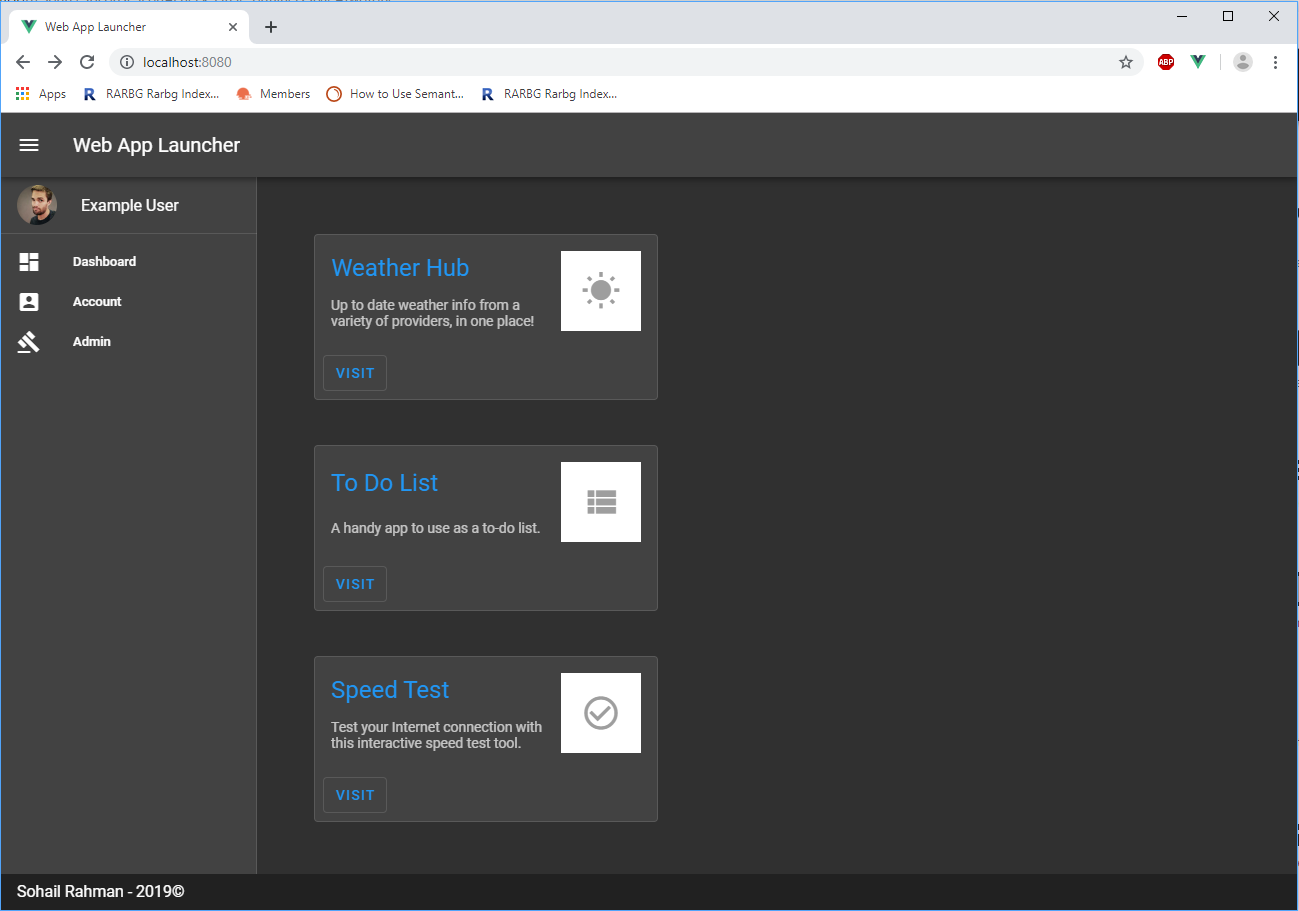 Web App Launcher
localhost:8080
ABP
Apps
R RARBG Rarbg Index...
Members
How to Use Semant...
R RARBG Rarbg Index...
Web App Launcher
Example User
Dashboard
Account
Admin
Weather Hub
Up to date weather info from a
variety of providers, in one place!
VISIT
To Do List
A handy app to use as a to-do list.
VISIT
Speed Test
Test your Internet connection with
this interactive speed test tool.
VISIT
Sohail Rahman - 2019©